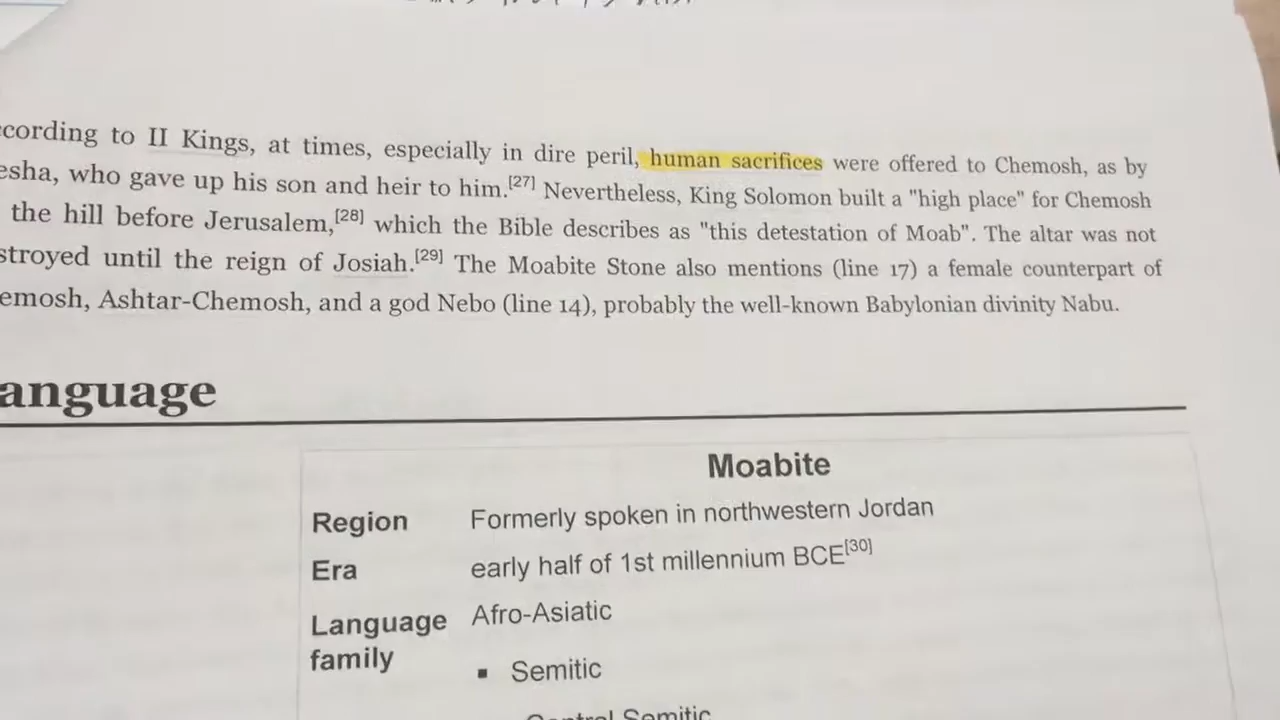 cording to II Kings, at times, especially in dire peril, human sacrifices were offered to Chemosh, as by
esha, who gave up his son and heir to him.[27] Nevertheless, King Solomon built a "high place" for Chemosh
the hill before Jerusalem,[28] which the Bible describes as "this detestation of Moab". The altar was not
stroyed until the reign of Josiah.[29] The Moabite Stone also mentions (line 17) a female counterpart of
emosh, Ashtar-Chemosh, and a god Nebo (line 14), probably the well-known Babylonian divinity Nabu.
anguage
Moabite
Region Formerly spoken in northwestern Jordan
Era early half of 1st millennium BCE[30]
Language family Afro-Asiatic
▪ Semitic
Central Semitic